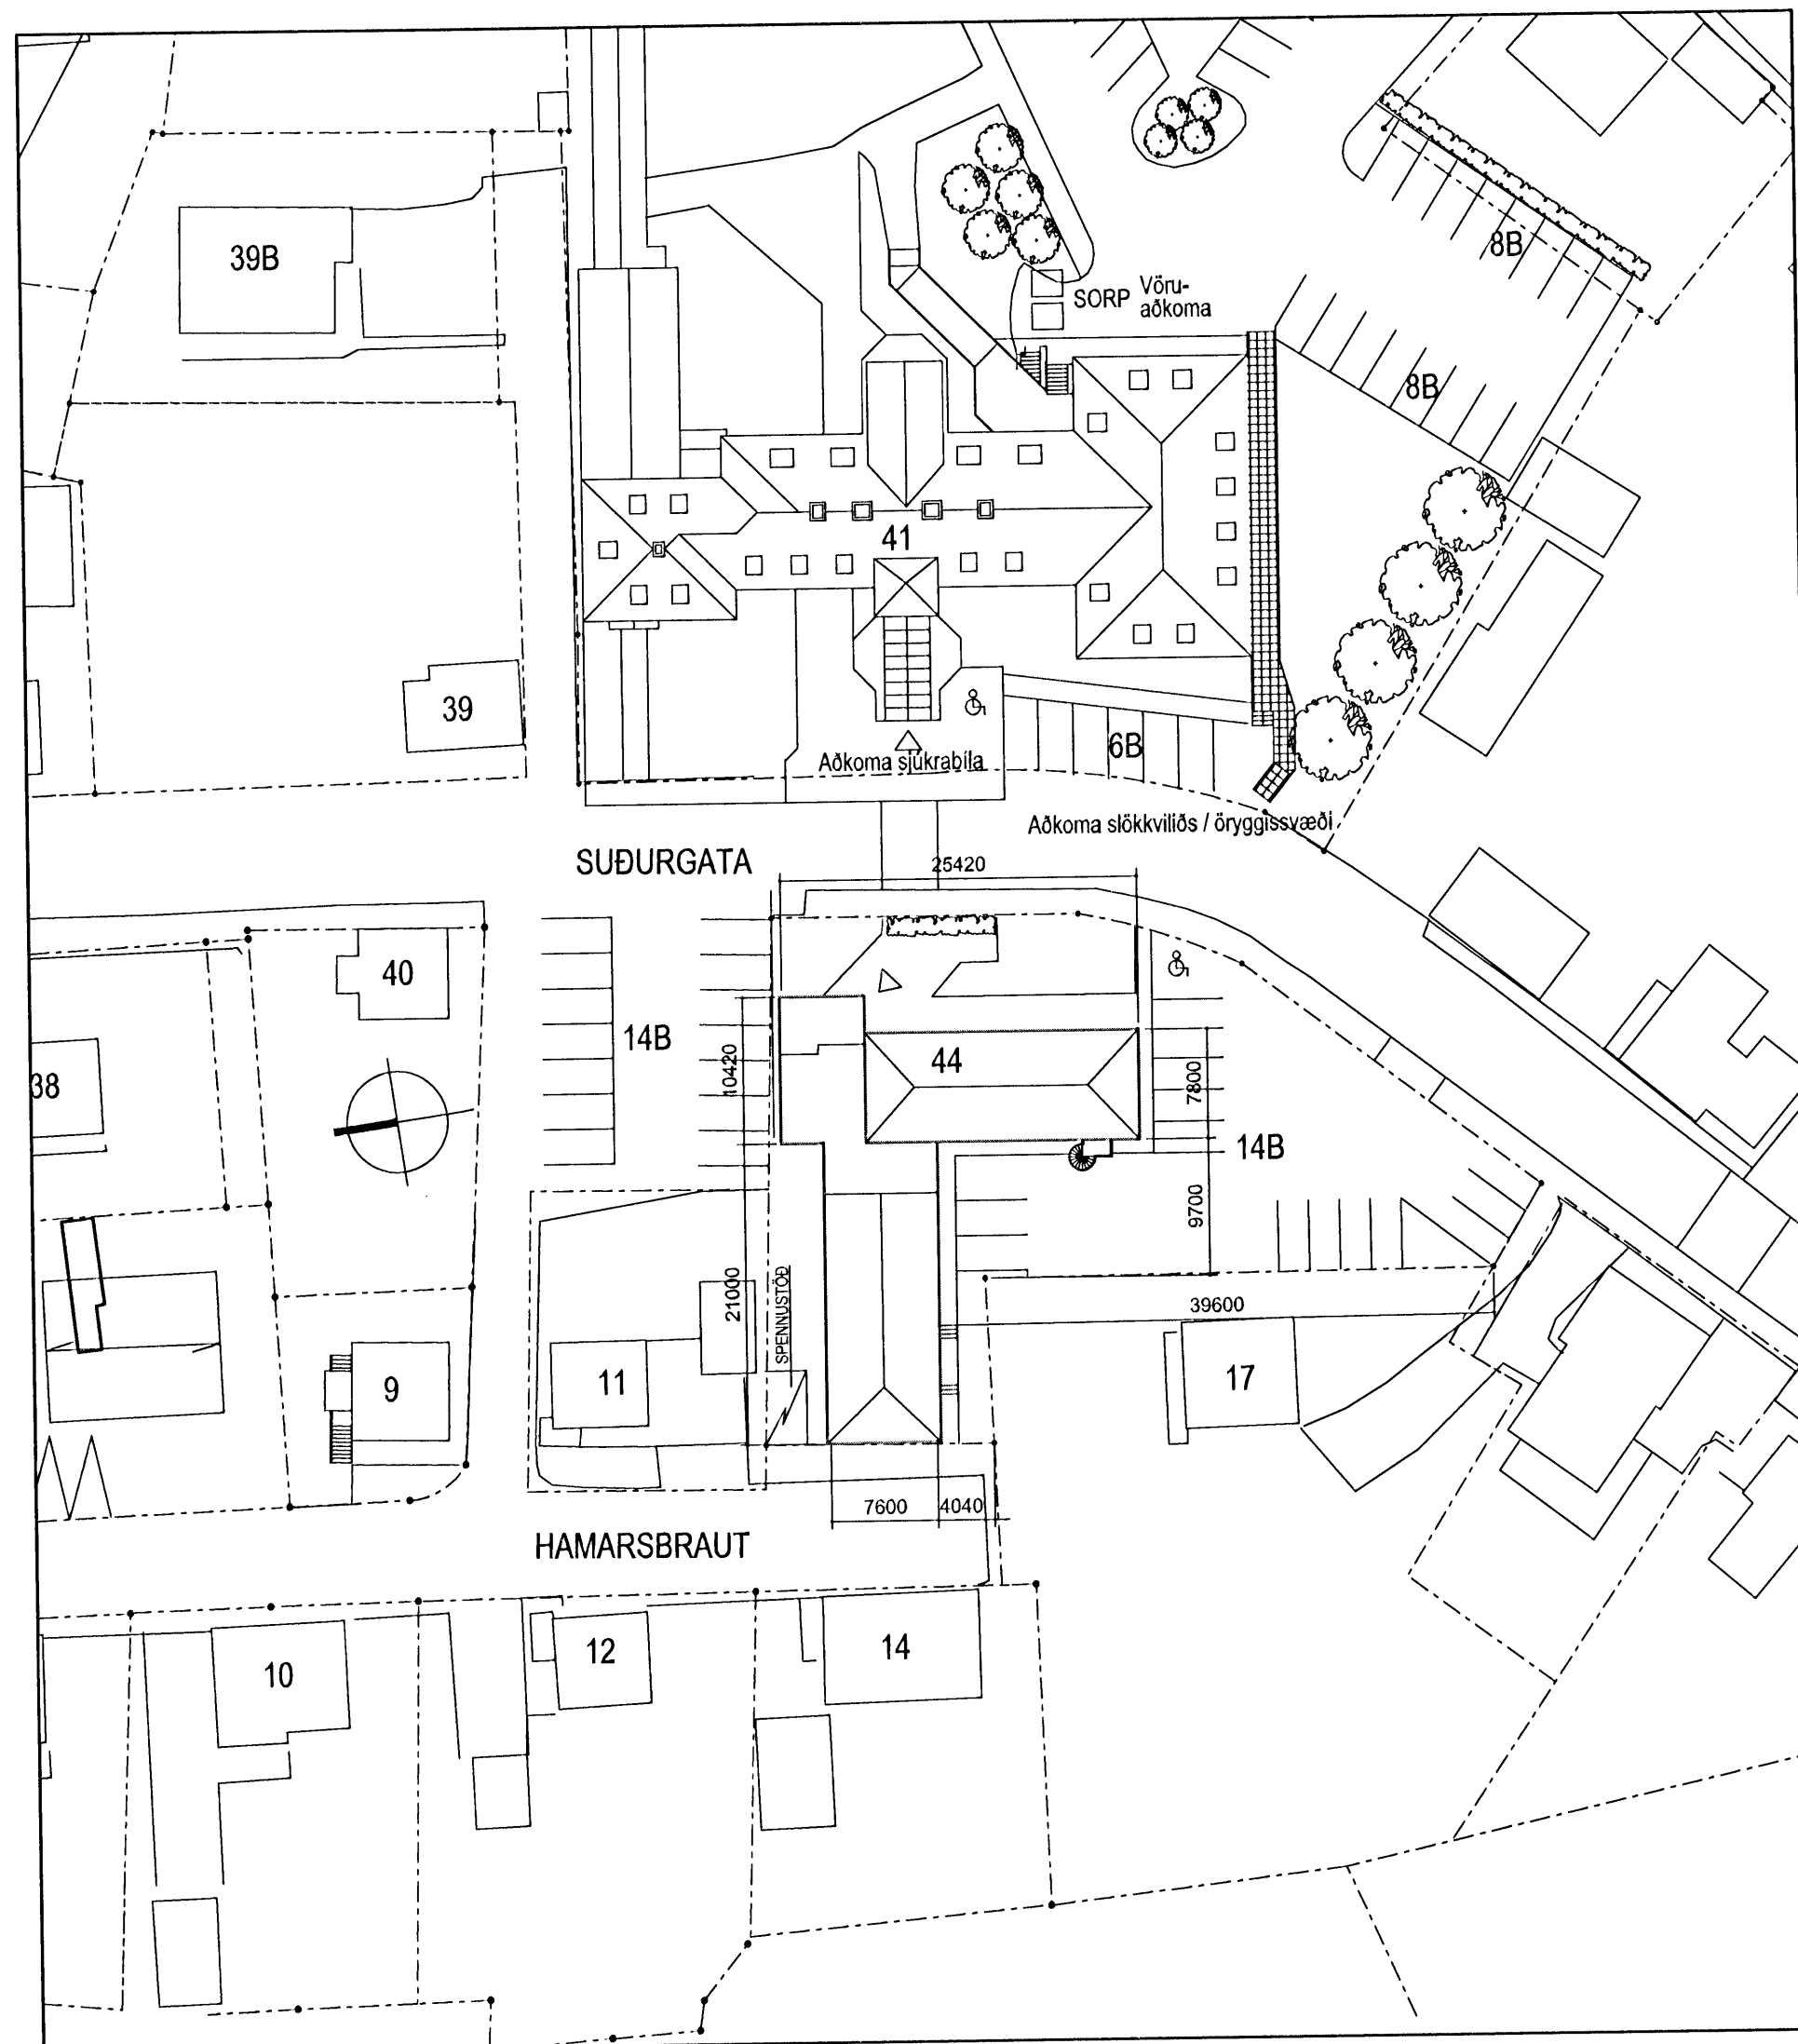 39B
8B
SORP
Vöru-
aðkoma
8B
41
39
6B
Aðkoma sjúkrabíla
Aðkoma slökkviliðs / öryggissvæði
SUÐURGATA
25420
40
14B
44
38
10420
7800
14B
9700
21000
SPENNUSTÖÐ
39600
9
11
17
7600
4040
HAMARSBRAUT
10
12
14